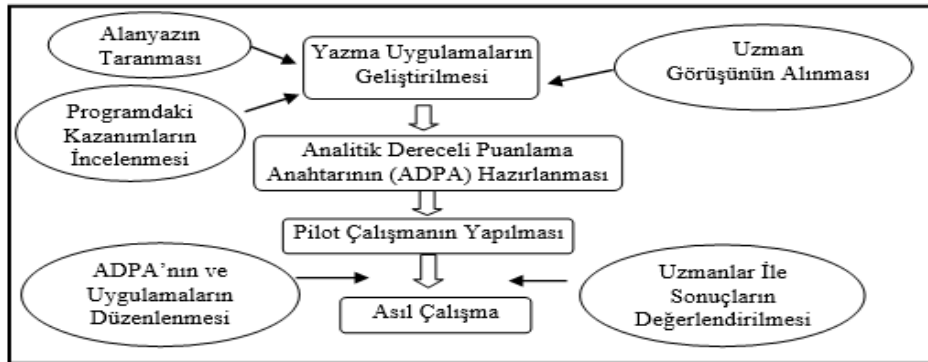 Alanyazın
Taranması
Yazma Uygulamaların
Geliştirilmesi
Uzman
Görüşünün Alınması
Programdaki
Kazanımların
İncelenmesi
Analitik Dereceli Puanlama
Anahtarının (ADPA) Hazırlanması
Pilot Çalışmanın Yapılması
ADPA’nın ve
Uygulamaların
Düzenlenmesi
Uzmanlar İle
Sonuçların
Değerlendirilmesi
Asıl Çalışma